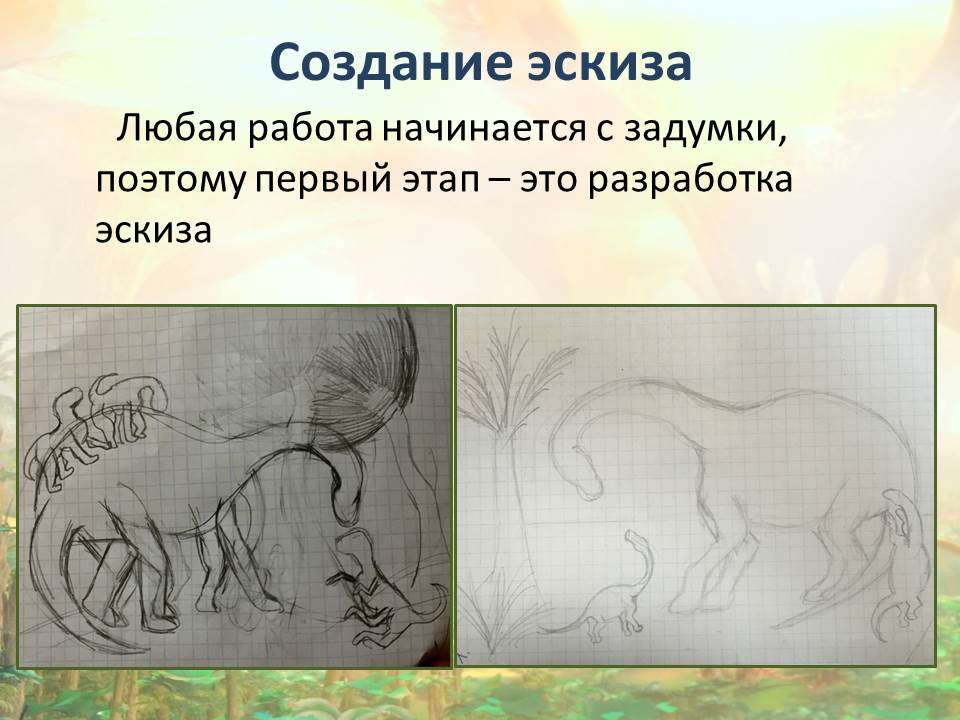 Создание эскиза
Любая работа начинается с задумки,
поэтому первый этап – это разработка
эскиза